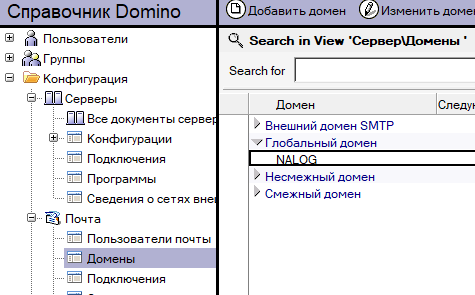 Справочник Domino
Пользователи
Группы
Конфигурация
Серверы
Все документы сервер
Конфигурации
Подключения
Программы
Сведения о сетях вне
Почта
Пользователи почты
Домены
Подключения
Добавить домен
Изменить домен
Search in View 'Сервер\Домены '
Search for
Домен
Следу
Внешний домен SMTP
Глобальный домен
NALOG
Несмежный домен
Смежный домен